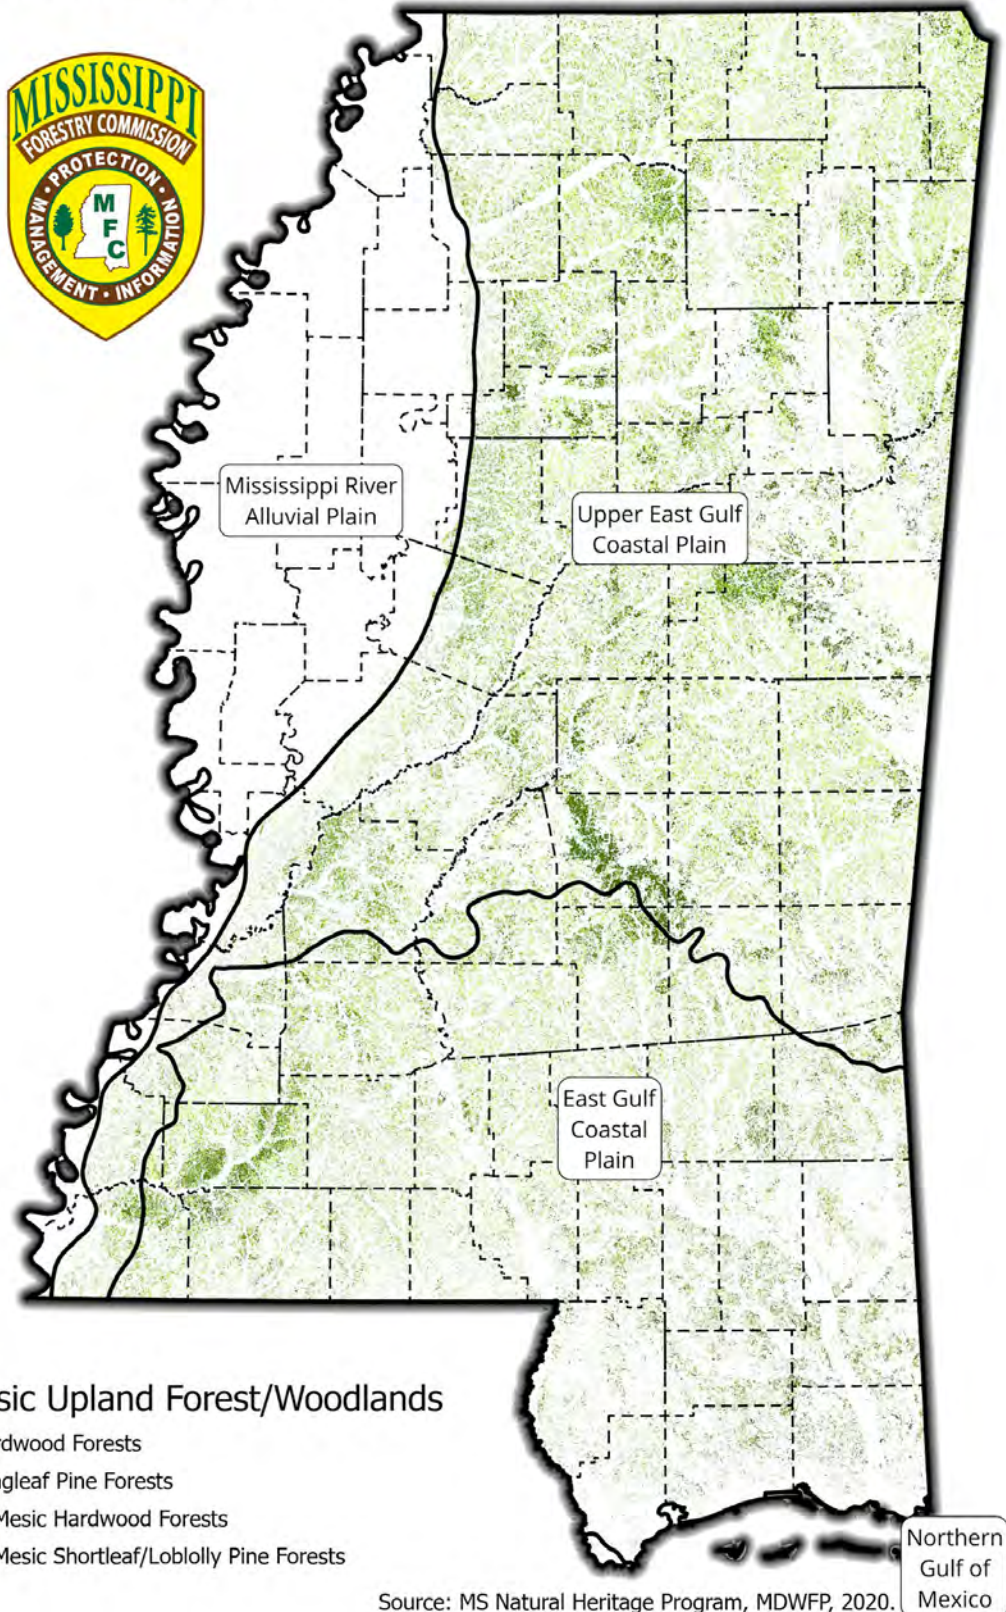 MISSISSIPPI
FORESTRY COMMISSION
PROTECTION
MANAGEMENT • INFORMATION
M
F
C
Mississippi River
Alluvial Plain
Upper East Gulf
Coastal Plain
East Gulf
Coastal
Plain
sic Upland Forest/Woodlands
rdwood Forests
ngleaf Pine Forests
Mesic Hardwood Forests
Mesic Shortleaf/Loblolly Pine Forests
Northern
Gulf of
Mexico
Source: MS Natural Heritage Program, MDWFP, 2020.